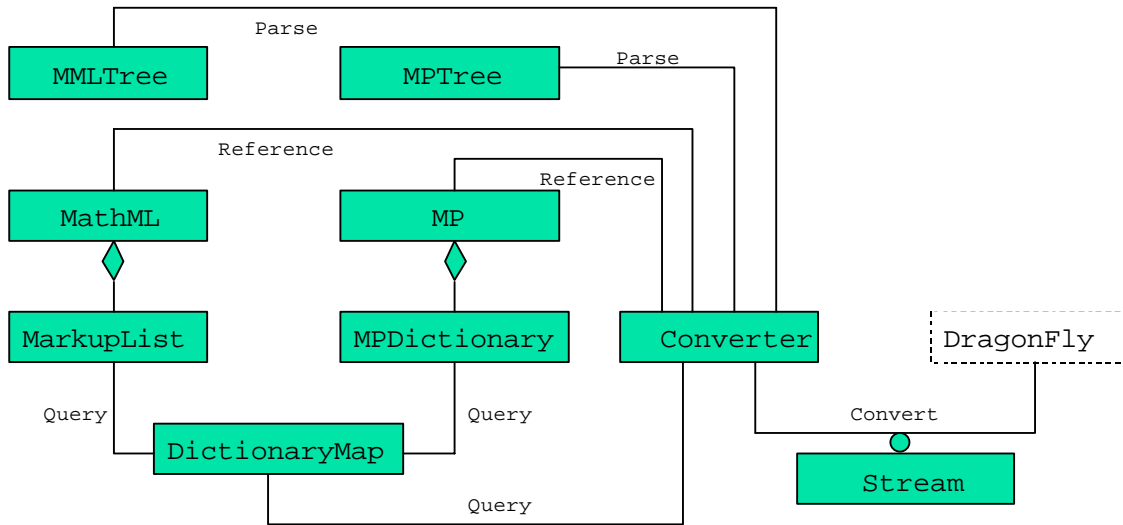 Parse
MMLTree
MPTree
Parse
Reference
Reference
MathML
MP
MarkupList
MPDictionary
Converter
DragonFly
Query
Query
Convert
DictionaryMap
Stream
Query